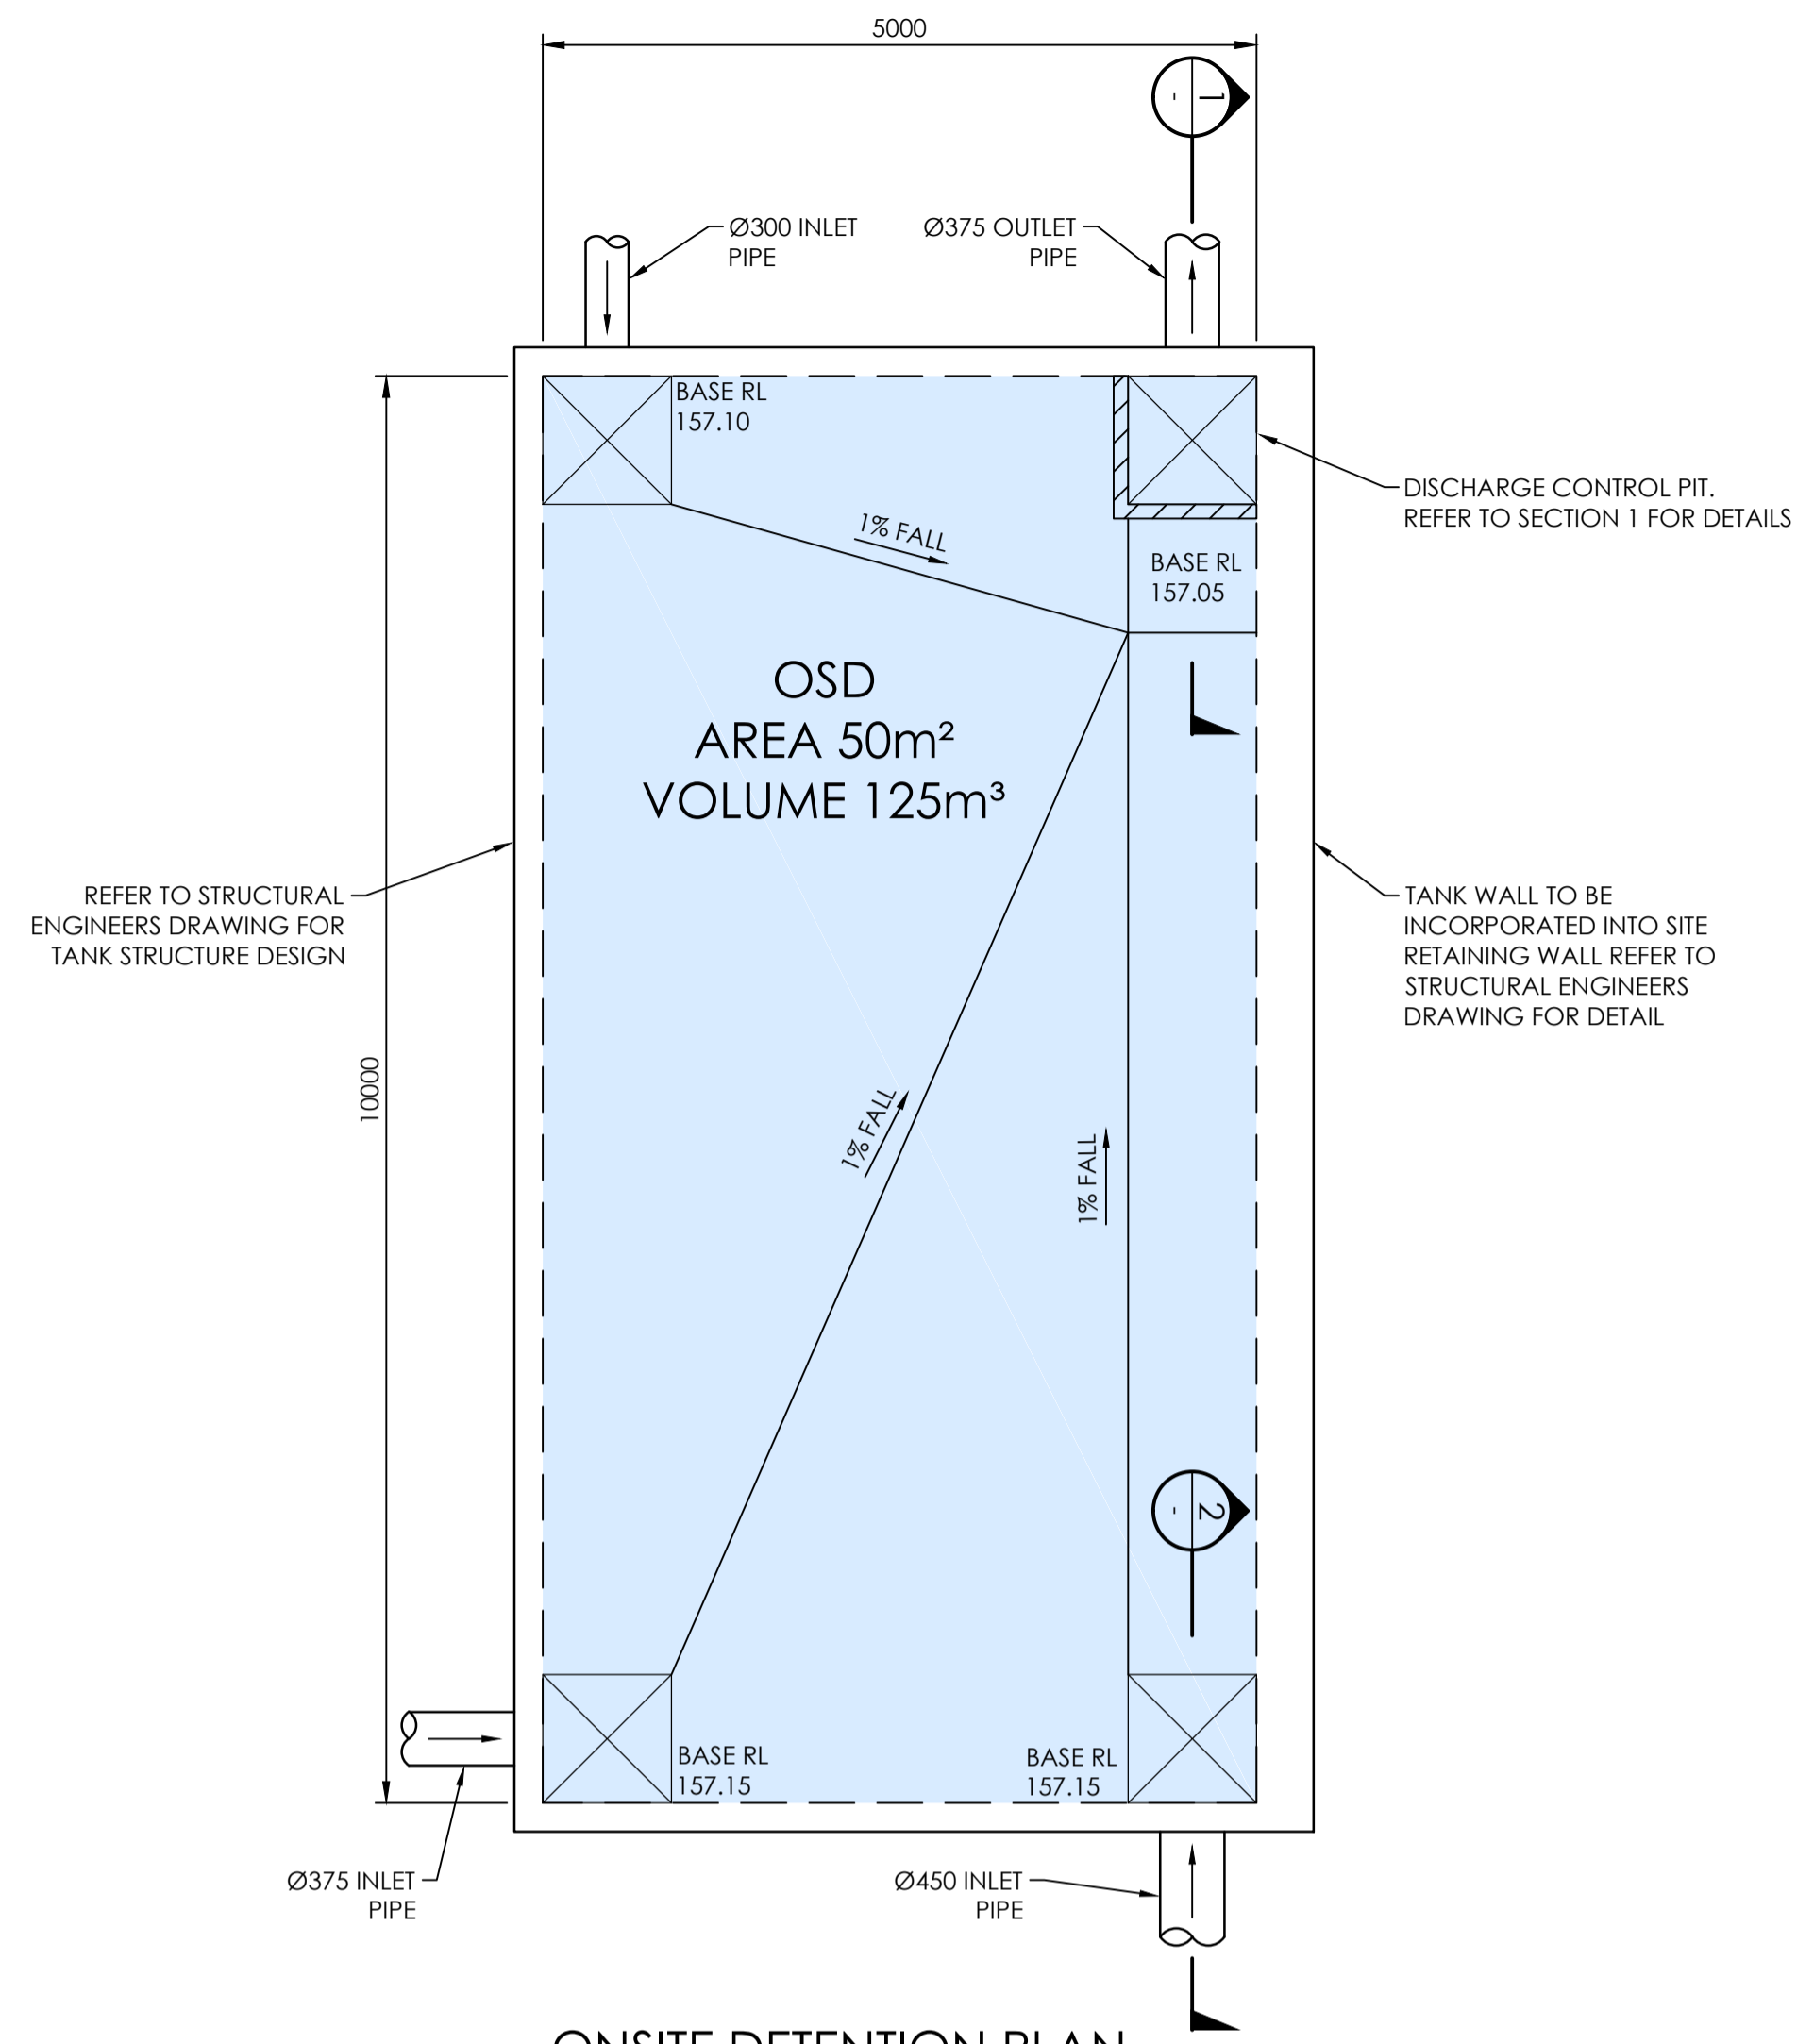 5000
1
-
Ø300 INLET
PIPE
Ø375 OUTLET
PIPE
BASE RL
157.10
DISCHARGE CONTROL PIT.
REFER TO SECTION 1 FOR DETAILS
1% FALL
BASE RL
157.05
OSD
AREA 50m²
VOLUME 125m³
REFER TO STRUCTURAL
ENGINEERS DRAWING FOR
TANK STRUCTURE DESIGN
TANK WALL TO BE
INCORPORATED INTO SITE
RETAINING WALL REFER TO
STRUCTURAL ENGINEERS
DRAWING FOR DETAIL
10000
1% FALL
1% FALL
2
-
BASE RL
157.15
BASE RL
157.15
Ø375 INLET
PIPE
Ø450 INLET
PIPE
ONSITE DETENTION PLAN